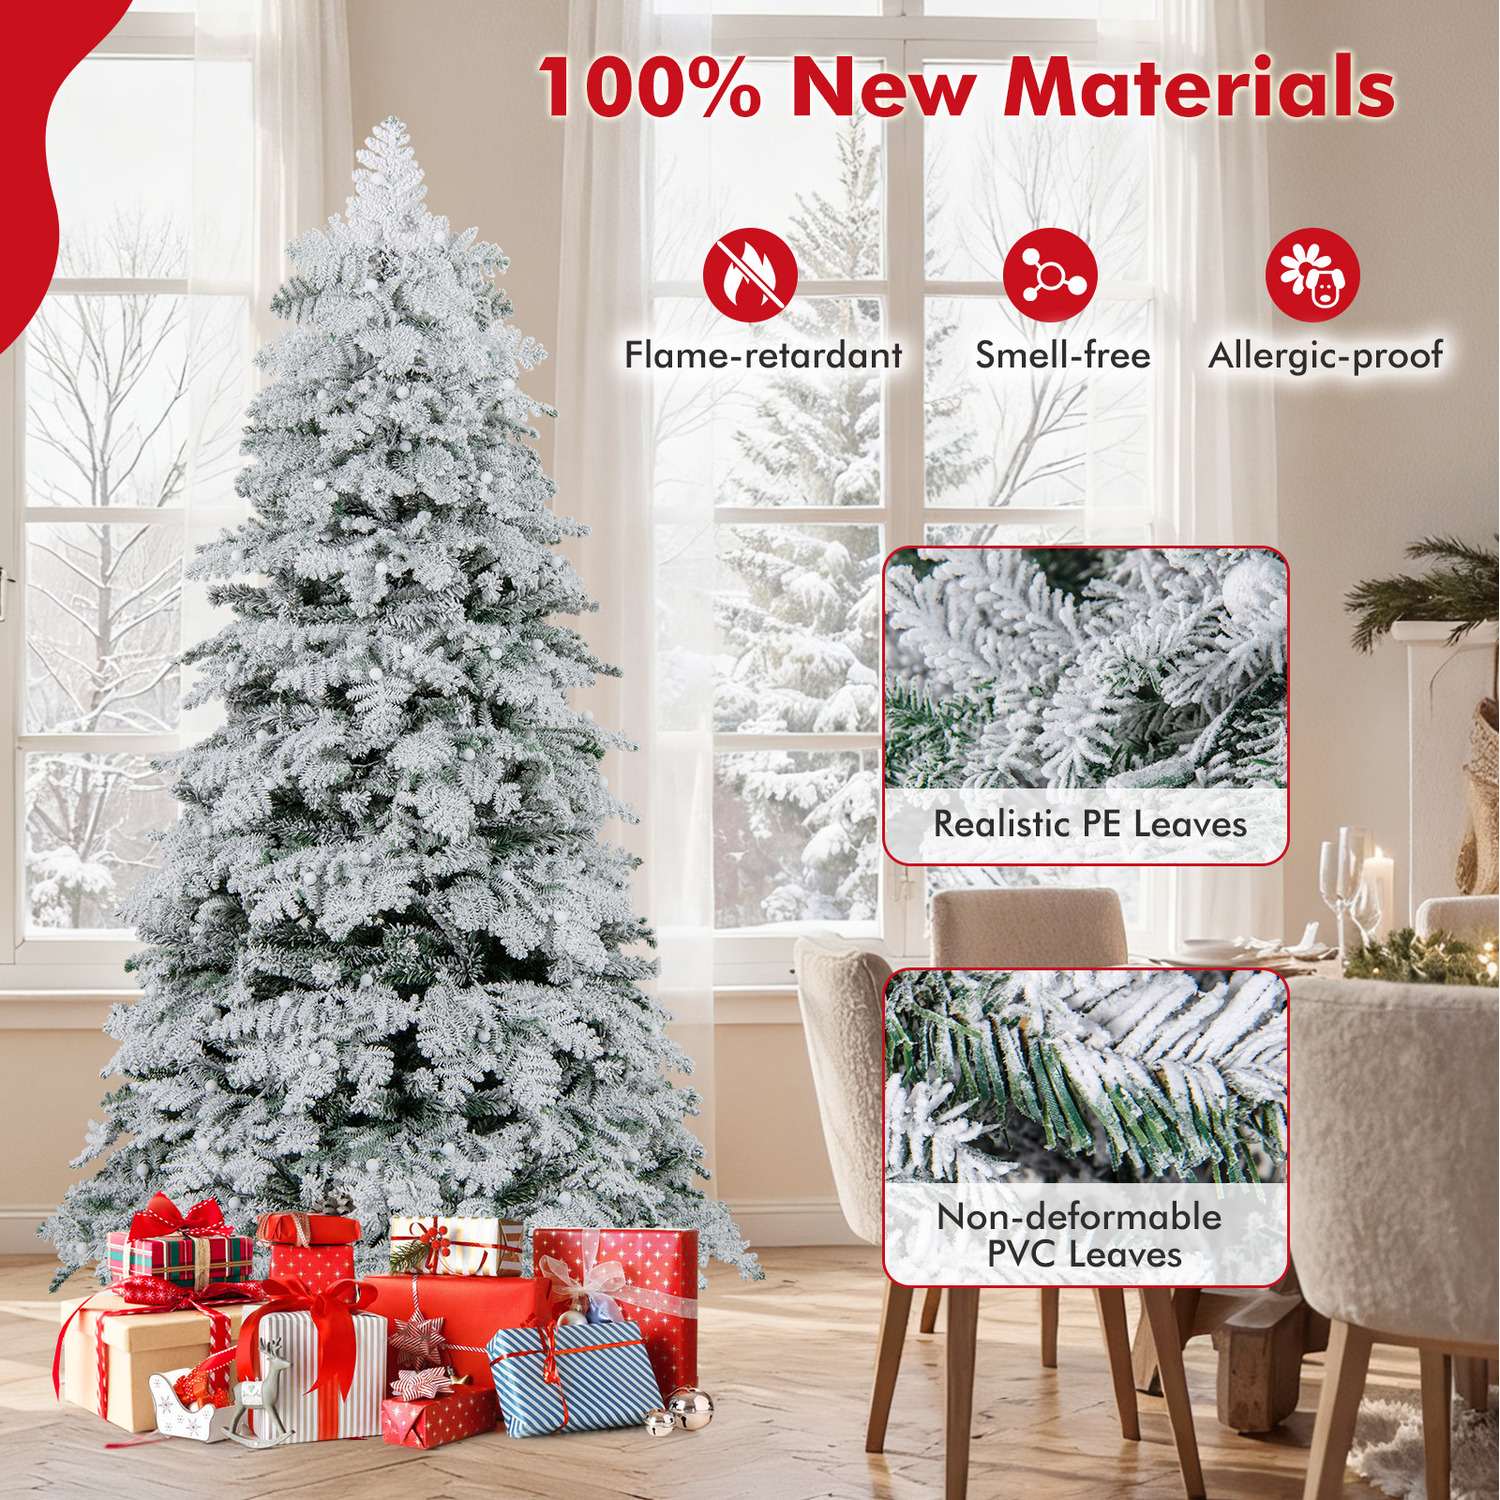 100% New Materials
Flame-retardant
Smell-free
Allergic-proof
Realistic PE Leaves
Non-deformable
PVC Leaves